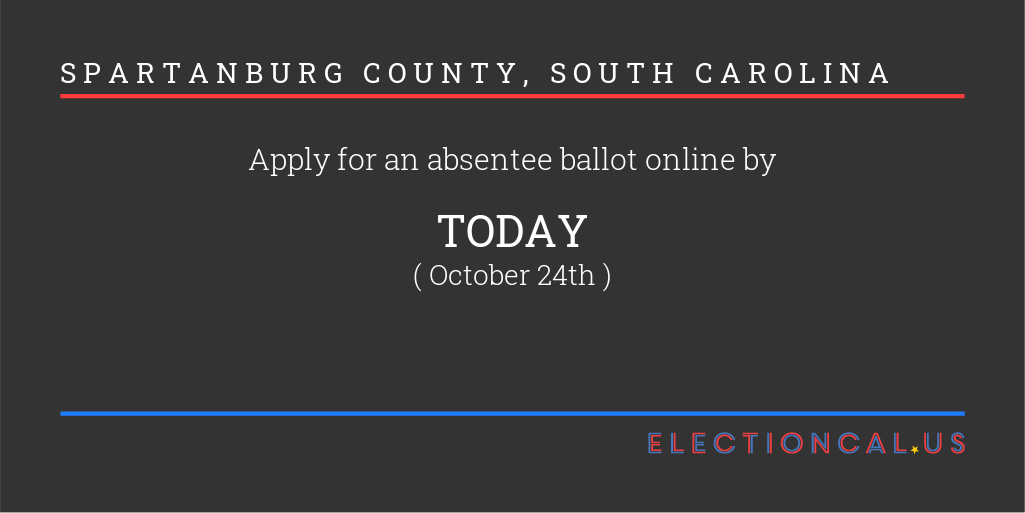 SPARTANBURG COUNTY, SOUTH CAROLINA
Apply for an absentee ballot online by
TODAY
( October 24th )
ELECTIONCAL.US